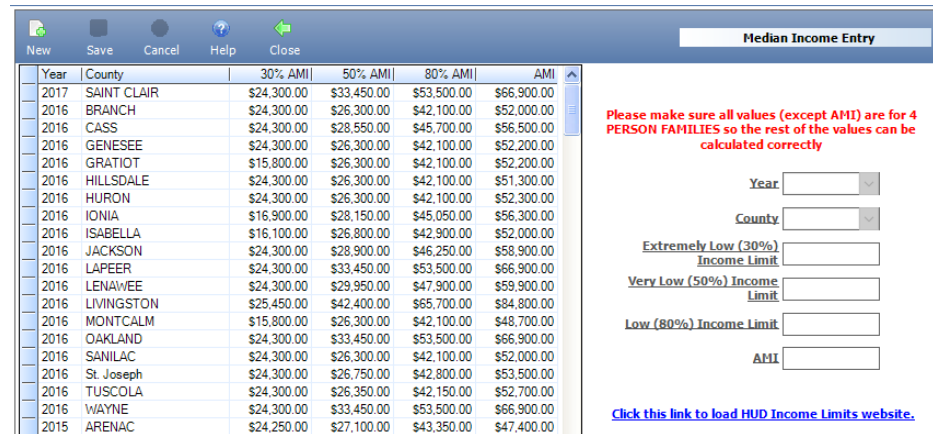 New Save Cancel Help Close
Median Income Entry
Year County 30% AMI 50% AMI 80% AMI AMI
2017 SAINT CLAIR $24,300.00 $33,450.00 $53,500.00 $66,900.00
2016 BRANCH $24,300.00 $26,300.00 $42,100.00 $52,000.00
2016 CASS $24,300.00 $28,550.00 $45,700.00 $56,500.00
2016 GENESEE $24,300.00 $26,300.00 $42,100.00 $52,200.00
2016 GRATIOT $15,800.00 $26,300.00 $42,100.00 $52,200.00
2016 HILLSDALE $24,300.00 $26,300.00 $42,100.00 $51,300.00
2016 HURON $24,300.00 $26,300.00 $42,100.00 $52,300.00
2016 IONIA $16,900.00 $28,150.00 $45,050.00 $56,300.00
2016 ISABELLA $16,100.00 $26,800.00 $42,900.00 $52,000.00
2016 JACKSON $24,300.00 $28,900.00 $46,250.00 $58,900.00
2016 LAPEER $24,300.00 $33,450.00 $53,500.00 $66,900.00
2016 LENAWEE $24,300.00 $29,950.00 $47,900.00 $59,900.00
2016 LIVINGSTON $25,450.00 $42,400.00 $65,700.00 $84,800.00
2016 MONTCALM $15,800.00 $26,300.00 $42,100.00 $48,700.00
2016 OAKLAND $24,300.00 $33,450.00 $53,500.00 $66,900.00
2016 SANILAC $24,300.00 $26,300.00 $42,100.00 $52,000.00
2016 St. Joseph $24,300.00 $26,750.00 $42,800.00 $53,500.00
2016 TUSCOLA $24,300.00 $26,350.00 $42,150.00 $52,700.00
2016 WAYNE $24,300.00 $33,450.00 $53,500.00 $66,900.00
2015 ARENAC $24,250.00 $27,100.00 $43,350.00 $47,400.00
Please make sure all values (except AMI) are for 4
PERSON FAMILIES so the rest of the values can be
calculated correctly
Year
County
Extremely Low (30%)
Income Limit
Very Low (50%) Income
Limit
Low (80%) Income Limit
AMI
Click this link to load HUD Income Limits website.